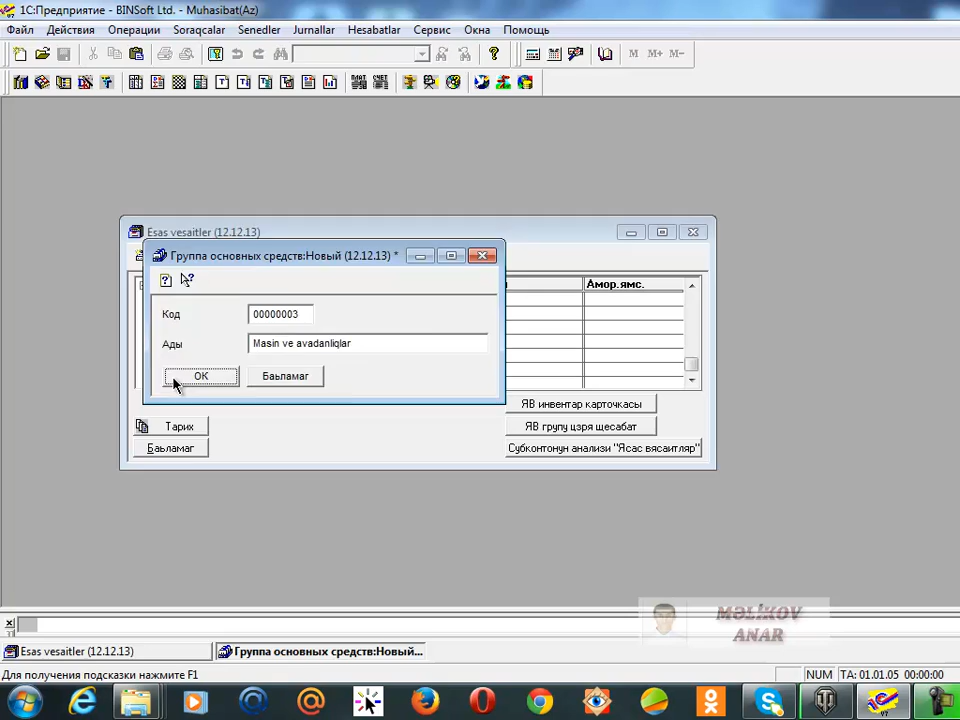 1С:Предприятие - BINSoft Ltd. - Muhasibat(Az)
Файл Действия Операции Soraqcalar Senedler Jurnallar Hesabatlar Сервис Окна Помощь
M M+ M−
Esas vesaitler (12.12.13)
Группа основных средств:Новый (12.12.13) *
Амор.ямс.
Код 00000003
Ады Masin ve avadanliqlar
OK Баьламаг
ЯВ инвентар карточкасы
Тарих ЯВ групу цзря щесабат
Баьламаг Субконтонун анализи "Ясас вясаитляр"
MƏLİKOV
ANAR
Esas vesaitler (12.12.13) Группа основных средств:Новый...
Для получения подсказки нажмите F1 NUM TA: 01.01.05 00:00:00